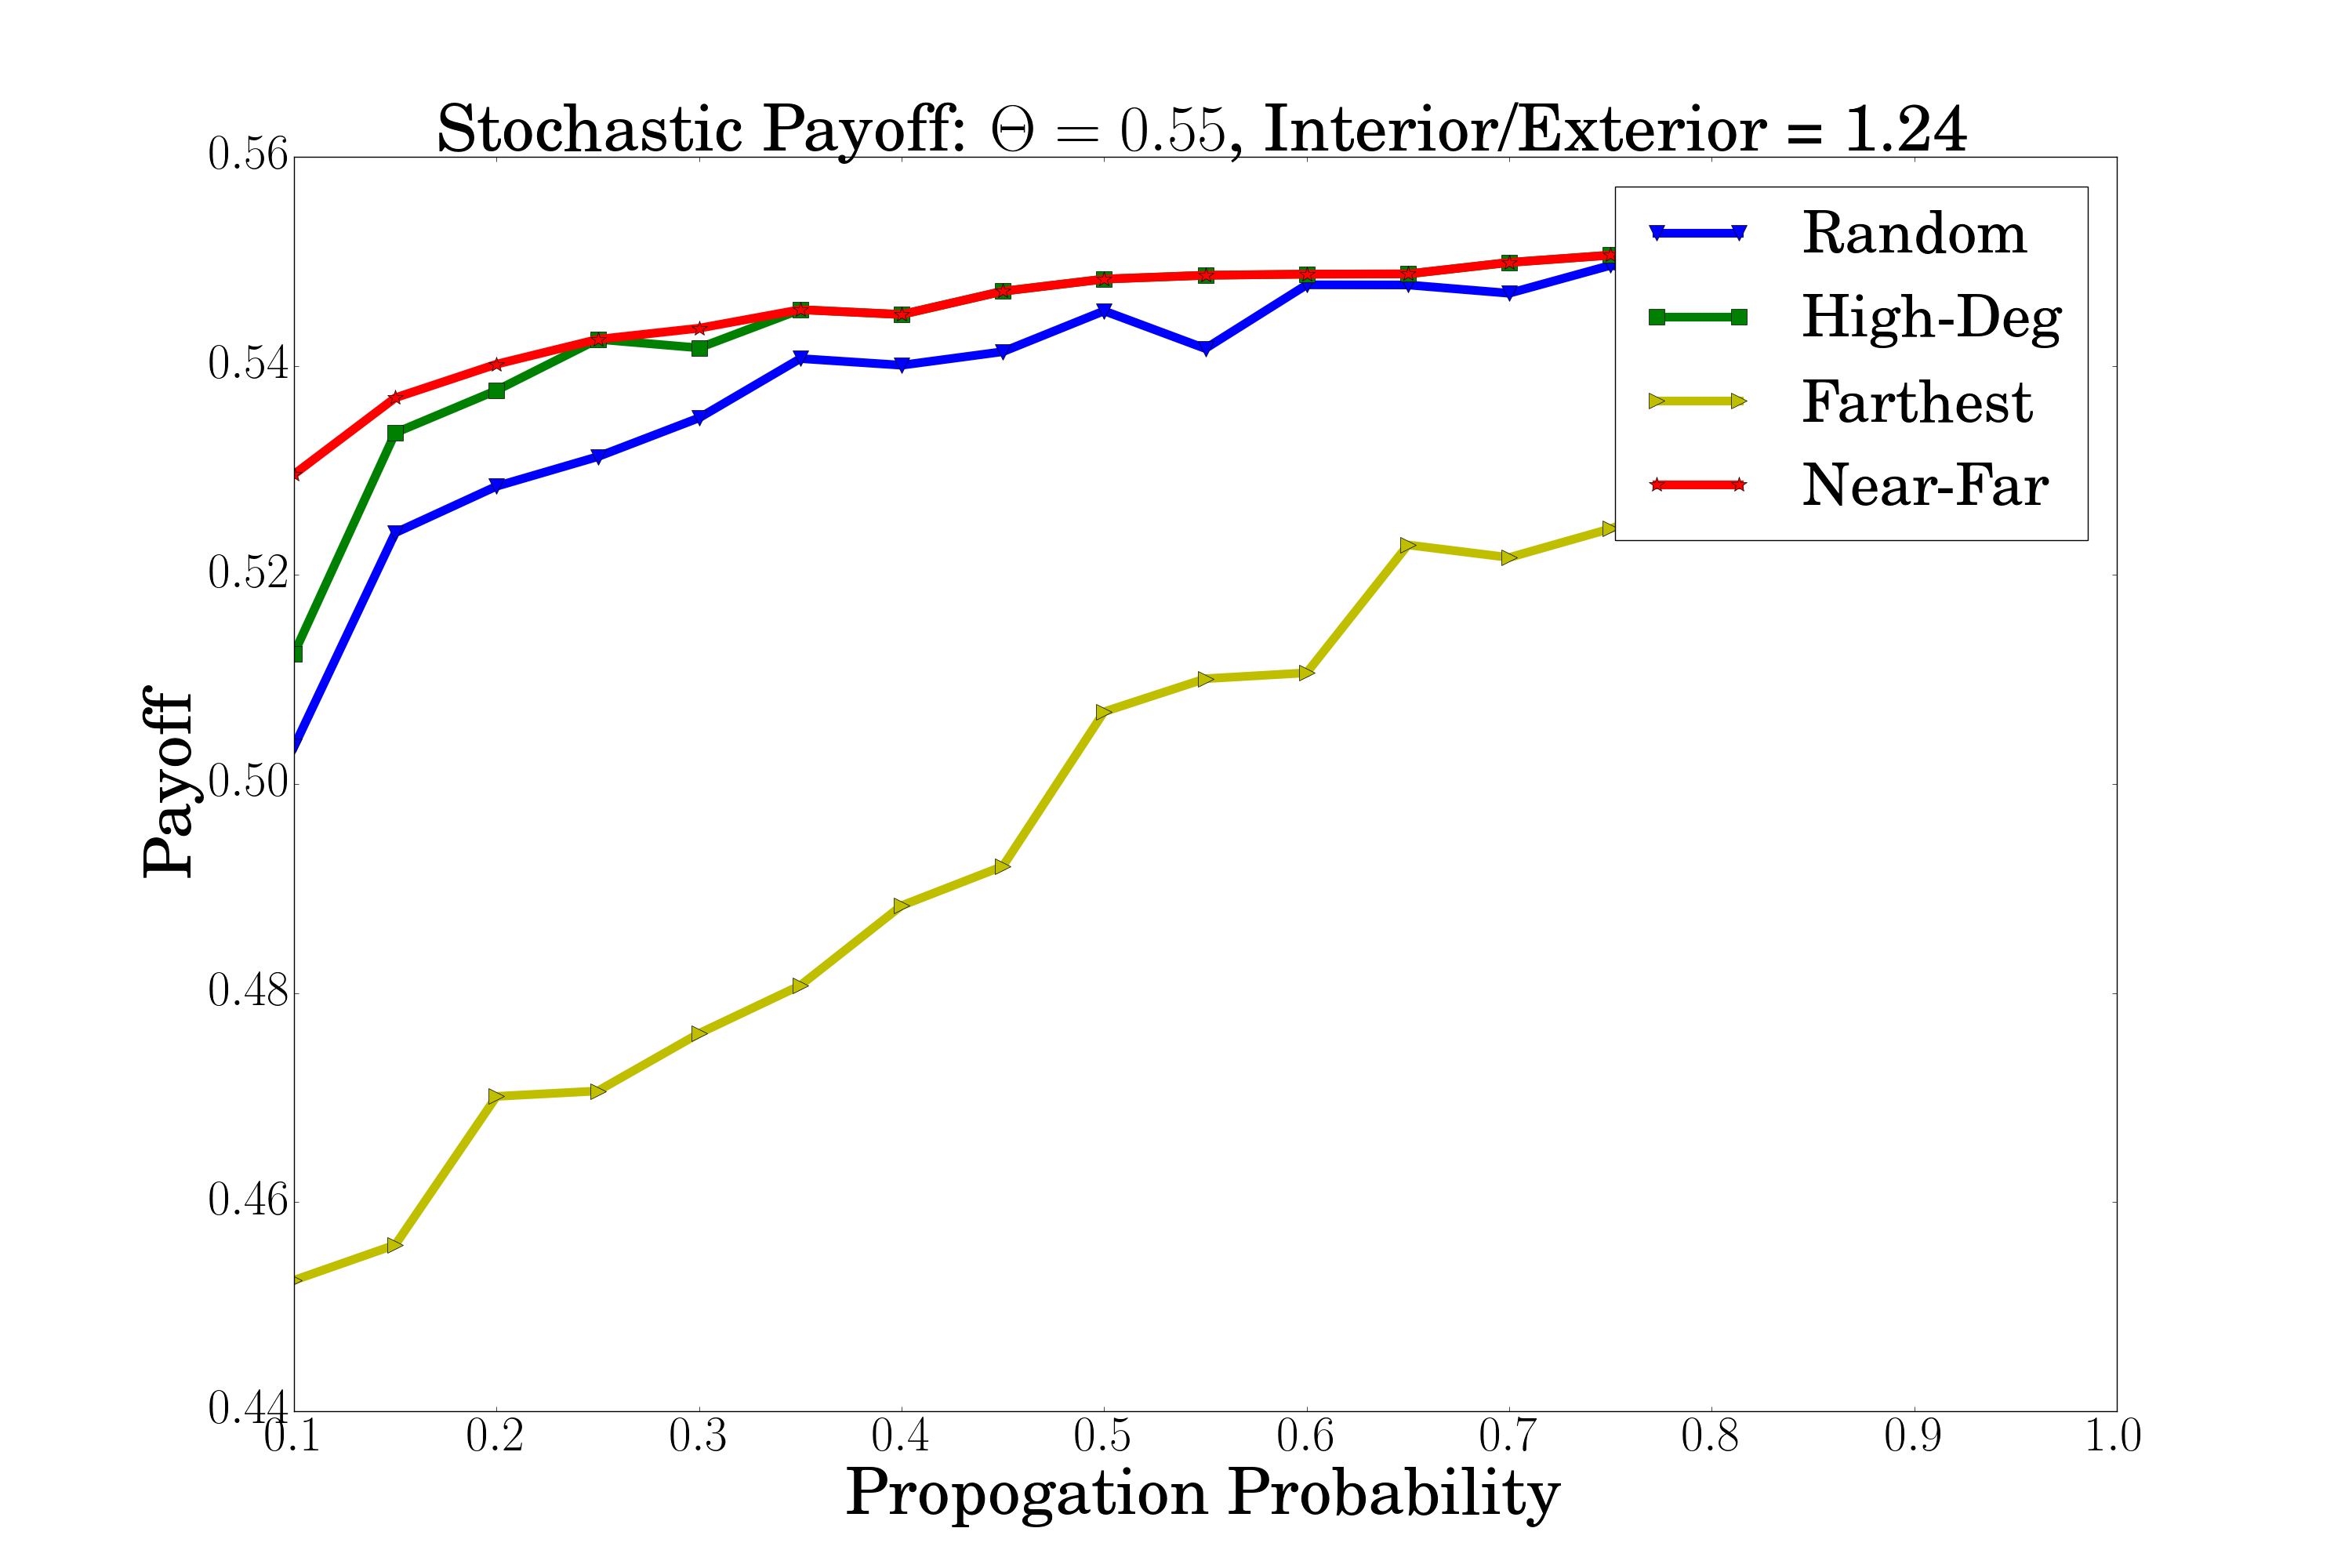 Stochastic Payoff: Θ = 0.55, Interior/Exterior = 1.24
0.56
0.54
0.52
0.50
0.48
0.46
0.44
Payoff
Random
High-Deg
Farthest
Near-Far
0.1 0.2 0.3 0.4 0.5 0.6 0.7 0.8 0.9 1.0
Propogation Probability